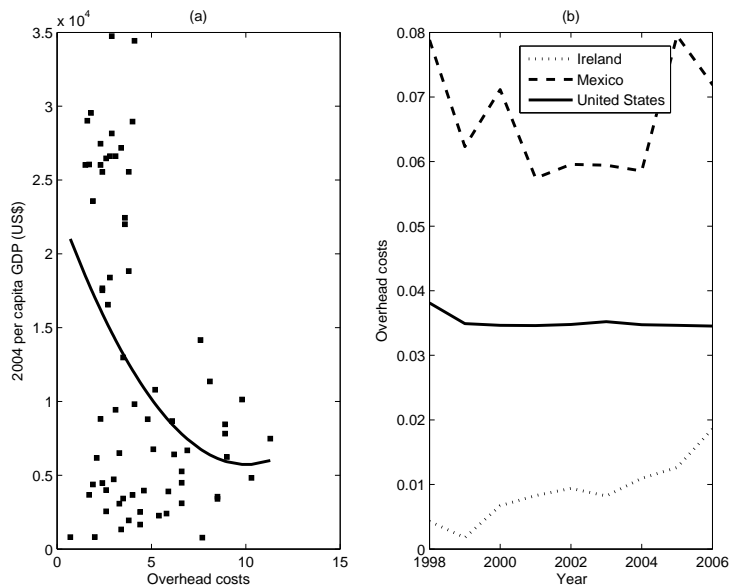 (a)
x 10⁴
3.5
3
2.5
2
1.5
1
0.5
0
0
5
10
15
2004 per capita GDP (US$)
Overhead costs
(b)
0.08
0.07
0.06
0.05
0.04
0.03
0.02
0.01
0
1998
2000
2002
2004
2006
Overhead costs
Year
Ireland
Mexico
United States